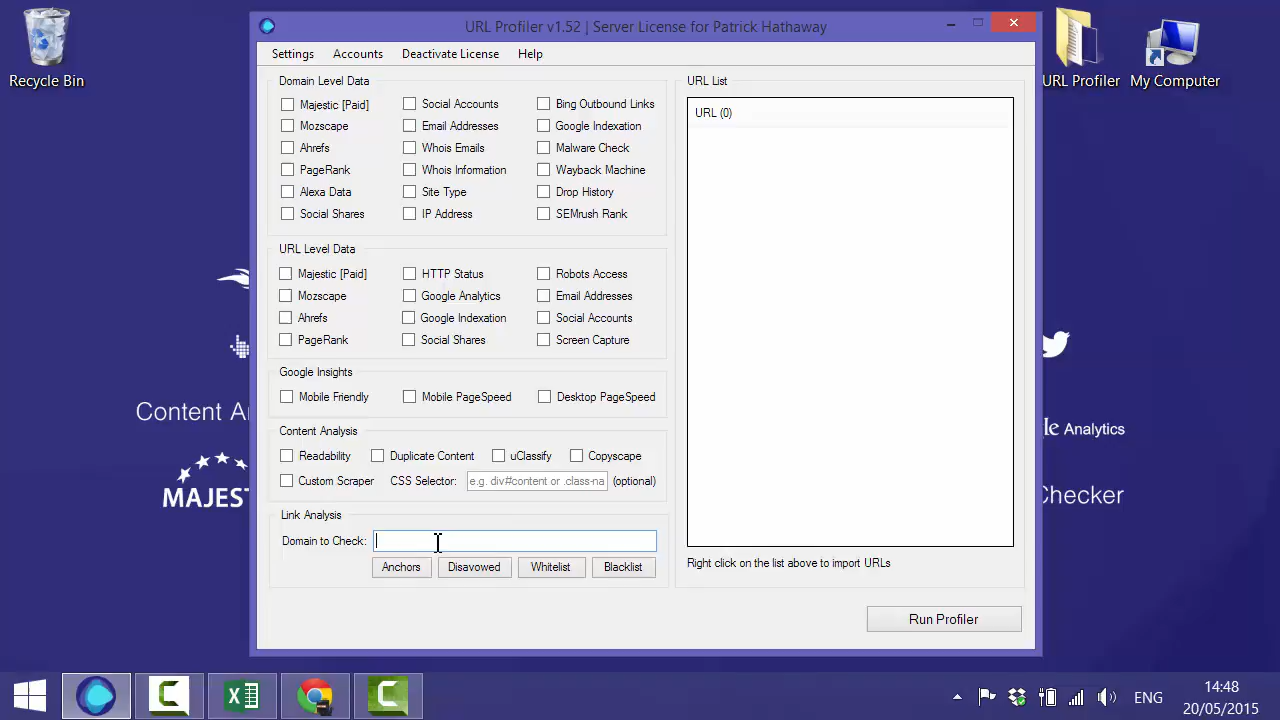 URL Profiler v1.52 | Server License for Patrick Hathaway
Recycle Bin
URL Profiler
My Computer
Settings Accounts Deactivate License Help
Domain Level Data
Majestic [Paid] Social Accounts Bing Outbound Links
Mozscape Email Addresses Google Indexation
Ahrefs Whois Emails Malware Check
PageRank Whois Information Wayback Machine
Alexa Data Site Type Drop History
Social Shares IP Address SEMrush Rank
URL Level Data
Majestic [Paid] HTTP Status Robots Access
Mozscape Google Analytics Email Addresses
Ahrefs Google Indexation Social Accounts
PageRank Social Shares Screen Capture
Google Insights
Mobile Friendly Mobile PageSpeed Desktop PageSpeed
Content Analysis
Readability Duplicate Content uClassify Copyscape
Custom Scraper CSS Selector: e.g. div#content or .class-na (optional)
Link Analysis
Domain to Check:
Anchors Disavowed Whitelist Blacklist
URL List
URL (0)
Right click on the list above to import URLs
Run Profiler
Content An
MAJEST
le Analytics
Checker
ENG
14:48
20/05/2015